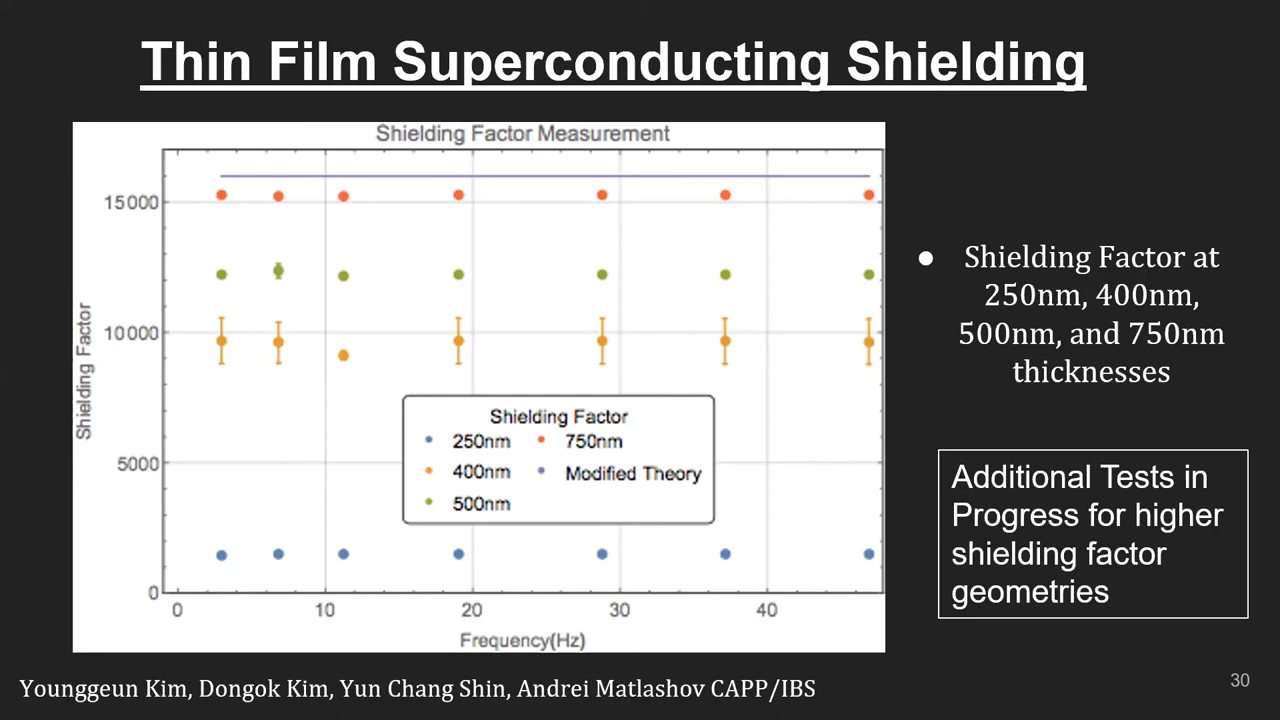 Thin Film Superconducting Shielding
Shielding Factor Measurement
Shielding Factor
15000
10000
5000
0
0 10 20 30 40
Frequency(Hz)
Shielding Factor
250nm 750nm
400nm Modified Theory
500nm
● Shielding Factor at
250nm, 400nm,
500nm, and 750nm
thicknesses
Additional Tests in
Progress for higher
shielding factor
geometries
Younggeun Kim, Dongok Kim, Yun Chang Shin, Andrei Matlashov CAPP/IBS
30